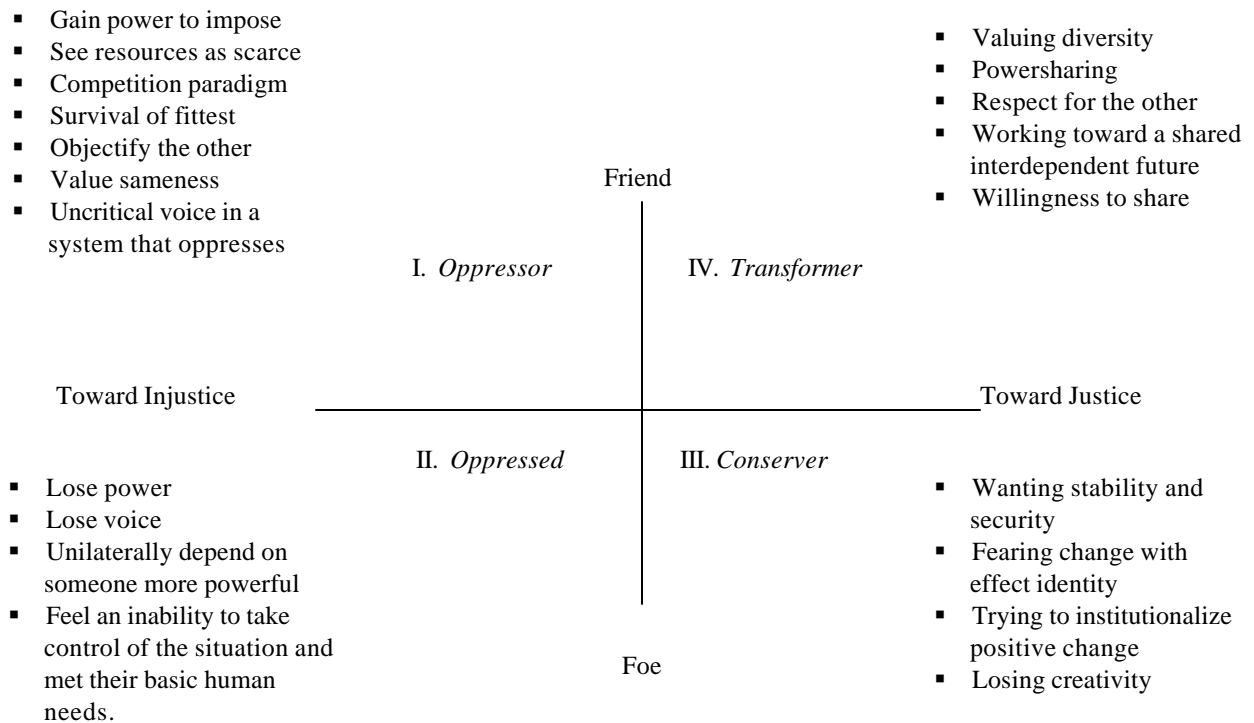 ▪ Gain power to impose
▪ See resources as scarce
▪ Competition paradigm
▪ Survival of fittest
▪ Objectify the other
▪ Value sameness
▪ Uncritical voice in a
system that oppresses
▪ Valuing diversity
▪ Powersharing
▪ Respect for the other
▪ Working toward a shared
interdependent future
▪ Willingness to share
Friend
I. Oppressor
IV. Transformer
Toward Injustice
Toward Justice
II. Oppressed
III. Conserver
▪ Lose power
▪ Lose voice
▪ Unilaterally depend on
someone more powerful
▪ Feel an inability to take
control of the situation and
met their basic human
needs.
Foe
▪ Wanting stability and
security
▪ Fearing change with
effect identity
▪ Trying to institutionalize
positive change
▪ Losing creativity